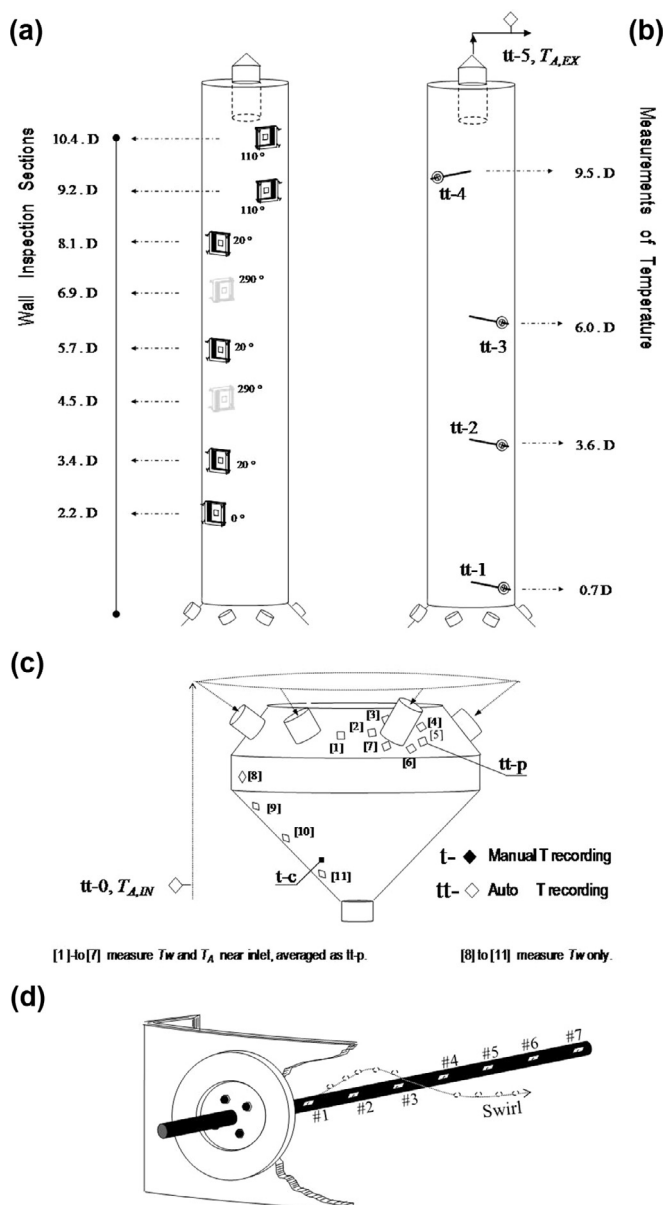 (a)
(b)
tt-5, T_A,EX
Wall Inspection Sections
Measurements of Temperature
10.4 . D
110 °
9.2 . D
110 °
8.1 . D
20 °
6.9 . D
290 °
5.7 . D
20 °
4.5 . D
290 °
3.4 . D
20 °
2.2 . D
0 °
9.5 . D
tt-4
6.0 . D
tt-3
tt-2
3.6 . D
tt-1
0.7 D
(c)
[1]
[2]
[3]
[4]
[5]
[6]
[7]
tt-p
[8]
[9]
[10]
[11]
t-c
tt-0, T_A,IN
t- ◆ Manual T recording
tt- ◇ Auto T recording
[1]-to [7] measure Tw and T_A near inlet, averaged as tt-p.
[8] to [11] measure Tw only.
(d)
#1
#2
#3
#4
#5
#6
#7
Swirl